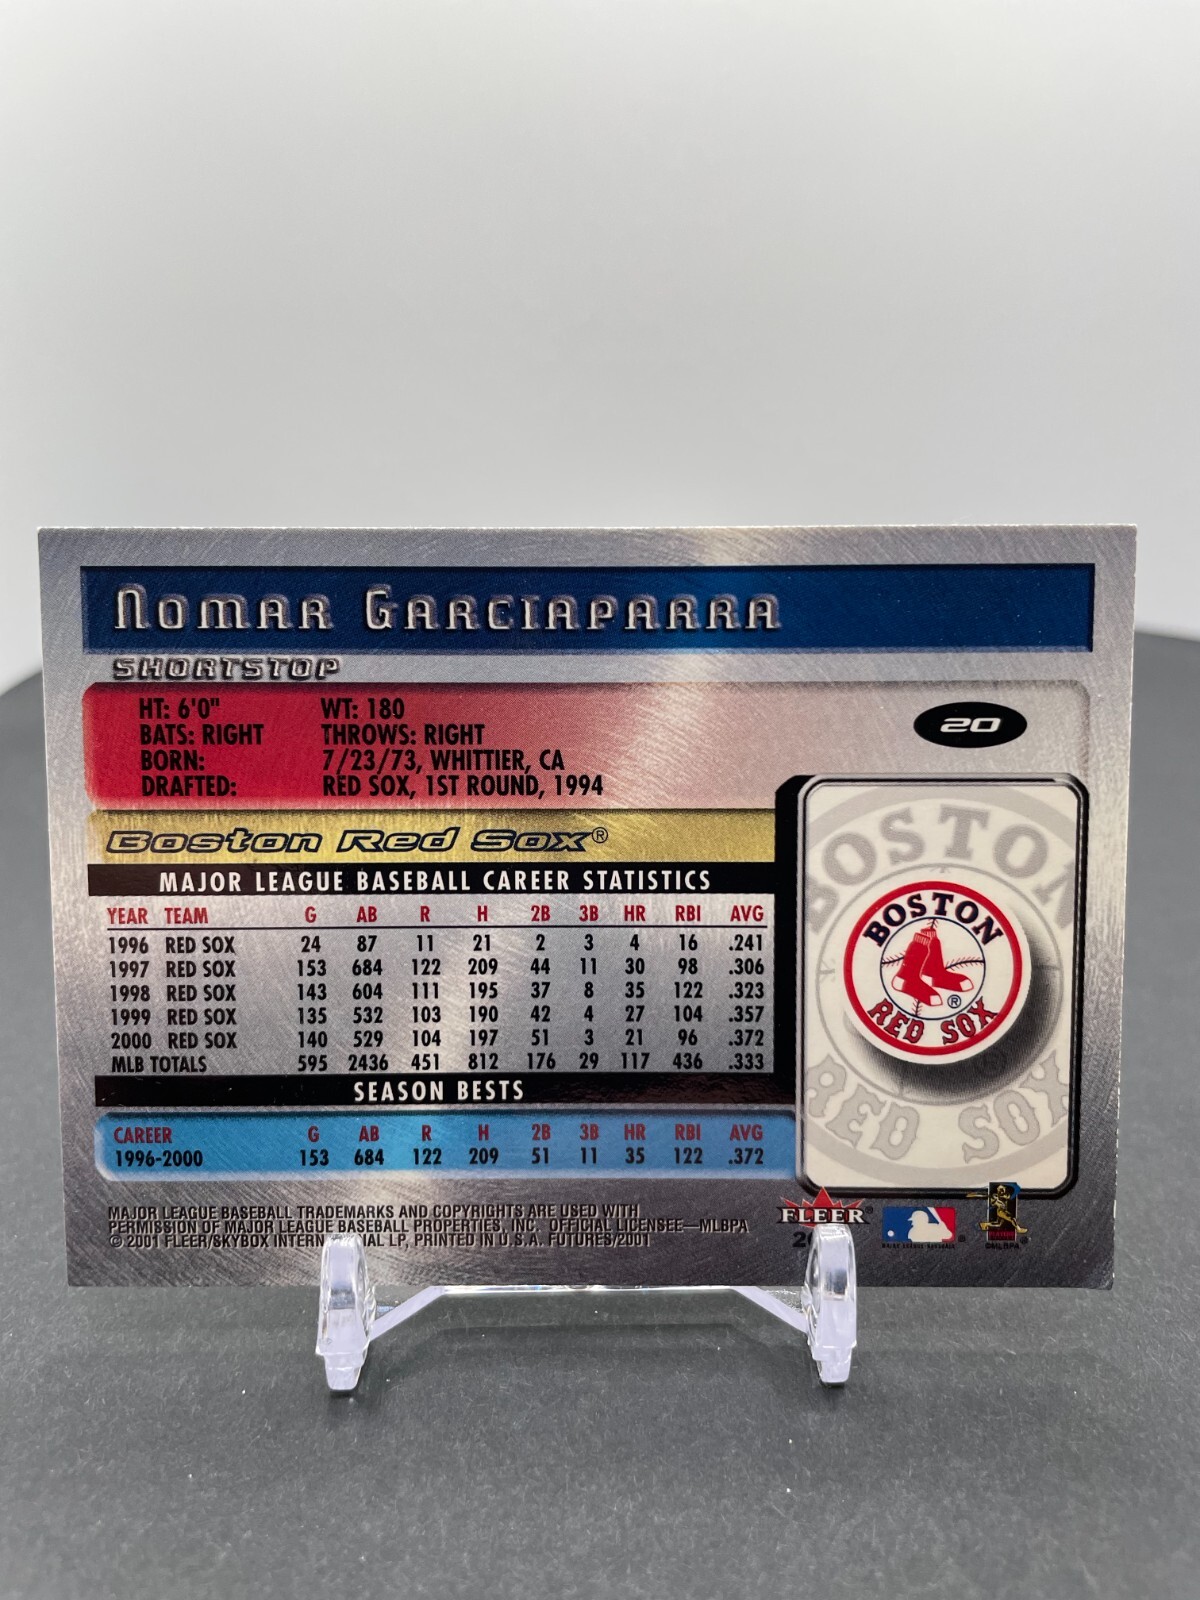 NOMAR GARCIAPARRA
SHORTSTOP
HT: 6'0" WT: 180
BATS: RIGHT THROWS: RIGHT
BORN: 7/23/73, WHITTIER, CA
DRAFTED: RED SOX, 1ST ROUND, 1994
20
Boston Red Sox®
MAJOR LEAGUE BASEBALL CAREER STATISTICS
YEAR TEAM G AB R H 2B 3B HR RBI AVG
1996 RED SOX 24 87 11 21 2 3 4 16 .241
1997 RED SOX 153 684 122 209 44 11 30 98 .306
1998 RED SOX 143 604 111 195 37 8 35 122 .323
1999 RED SOX 135 532 103 190 42 4 27 104 .357
2000 RED SOX 140 529 104 197 51 3 21 96 .372
MLB TOTALS 595 2436 451 812 176 29 117 436 .333
SEASON BESTS
CAREER G AB R H 2B 3B HR RBI AVG
1996-2000 153 684 122 209 51 11 35 122 .372
BOSTON
RED SOX
BOSTON
RED SOX ®
MAJOR LEAGUE BASEBALL TRADEMARKS AND COPYRIGHTS ARE USED WITH
PERMISSION OF MAJOR LEAGUE BASEBALL PROPERTIES, INC. OFFICIAL LICENSEE—MLBPA
© 2001 FLEER/SKYBOX LP, PRINTED IN U.S.A. FUTURES/2001
FLEER®
MAJOR LEAGUE BASEBALL